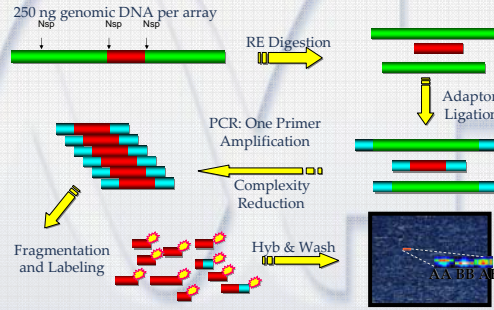 250 ng genomic DNA per array
Nsp Nsp Nsp
RE Digestion
Adaptor
Ligation
PCR: One Primer
Amplification
Complexity
Reduction
Fragmentation
and Labeling
Hyb & Wash
AA BB